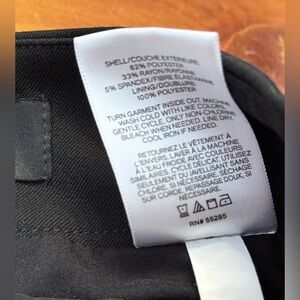 SHELL/COUCHE EXTERIEURE
62% POLYESTER
33% RAYON/RAYONNE
5% SPANDEX/FIBRE ELASTHANNE
LINING/DOUBLURE
100% POLYESTER
TURN GARMENT INSIDE OUT. MACHINE
WASH COLD WITH LIKE COLORS.
GENTLE CYCLE. ONLY NON-CHLORINE
BLEACH WHEN NEEDED. LINE DRY.
COOL IRON IF NEEDED.
RETOURNEZ LE VÊTEMENT À
L'ENVERS. LAVER À LA MACHINE
À L'EAU FROIDE AVEC COULEURS
SIMILAIRES. CYCLE DÉLICAT. UTILISEZ
SEULEMENT DU JAVELLISANT SANS
CHLORE, SI NÉCESSAIRE. SÉCHEZ
SUR CORDE. REPASSAGE DOUX, SI
NÉCESSAIRE.
RN# 55285